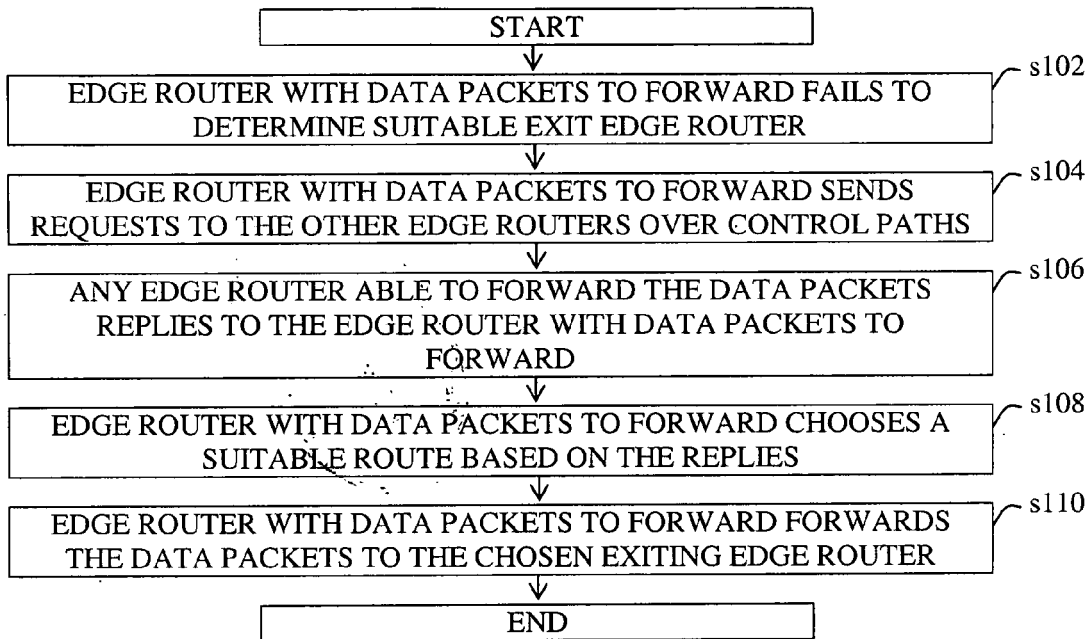 START
s102
EDGE ROUTER WITH DATA PACKETS TO FORWARD FAILS TO
DETERMINE SUITABLE EXIT EDGE ROUTER
s104
EDGE ROUTER WITH DATA PACKETS TO FORWARD SENDS
REQUESTS TO THE OTHER EDGE ROUTERS OVER CONTROL PATHS
s106
ANY EDGE ROUTER ABLE TO FORWARD THE DATA PACKETS
REPLIES TO THE EDGE ROUTER WITH DATA PACKETS TO
FORWARD
s108
EDGE ROUTER WITH DATA PACKETS TO FORWARD CHOOSES A
SUITABLE ROUTE BASED ON THE REPLIES
s110
EDGE ROUTER WITH DATA PACKETS TO FORWARD FORWARDS
THE DATA PACKETS TO THE CHOSEN EXITING EDGE ROUTER
END